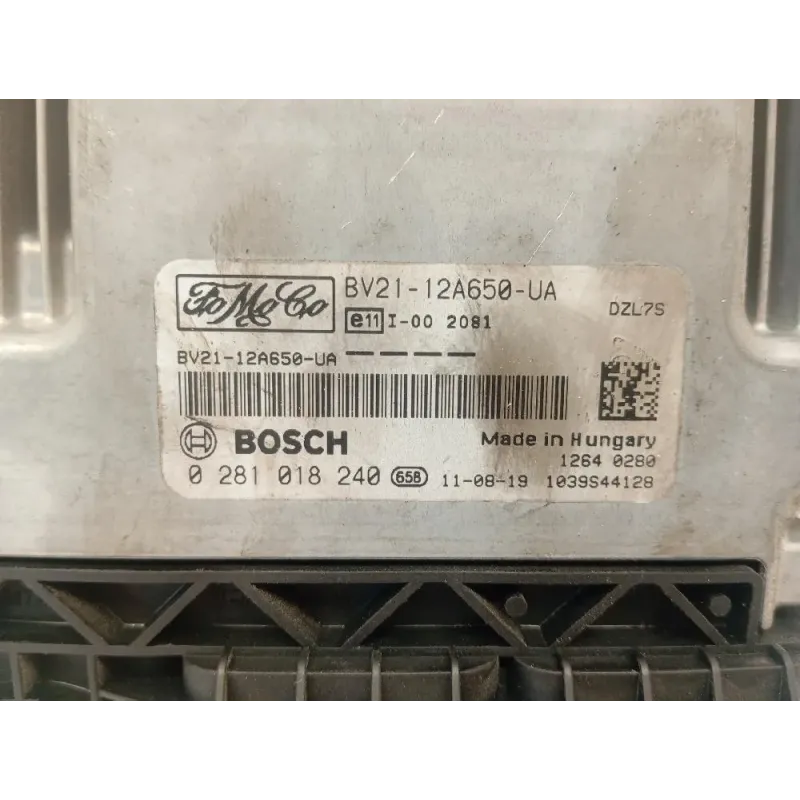 FoMoCo BV21-12A650-UA DZL7S
e11 I-00 2081
BV21-12A650-UA ————
BOSCH Made in Hungary
1264 0280
0 281 018 240 658 11-08-19 1039S44128